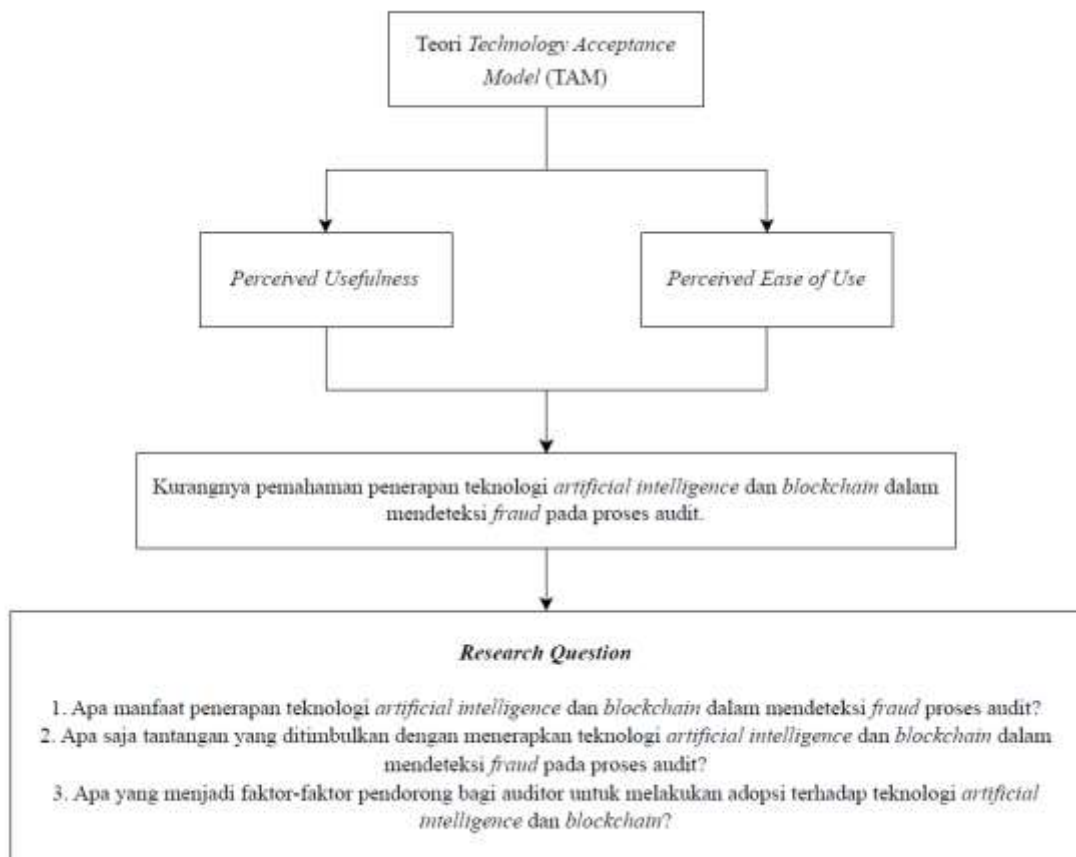 Teori Technology Acceptance
Model (TAM)
Perceived Usefulness
Perceived Ease of Use
Kurangnya pemahaman penerapan teknologi artificial intelligence dan blockchain dalam
mendeteksi fraud pada proses audit.
Research Question
1. Apa manfaat penerapan teknologi artificial intelligence dan blockchain dalam mendeteksi fraud proses audit?
2. Apa saja tantangan yang ditimbulkan dengan menerapkan teknologi artificial intelligence dan blockchain dalam
mendeteksi fraud pada proses audit?
3. Apa yang menjadi faktor-faktor pendorong bagi auditor untuk melakukan adopsi terhadap teknologi artificial
intelligence dan blockchain?